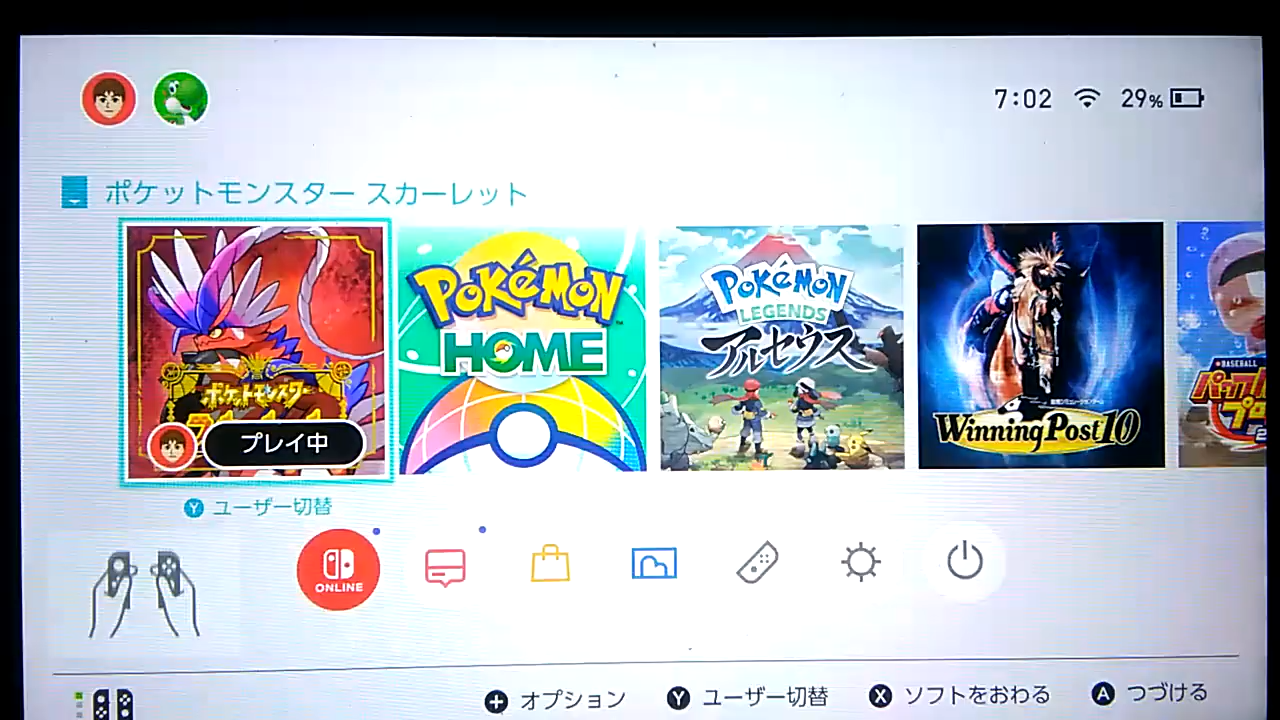 7:02 29%
ポケットモンスター スカーレット
ポケットモンスター
プレイ中
POKÉMON
HOME
POKÉMON
LEGENDS
アルセウス
Winning Post 10
BASEBALL
Y ユーザー切替
ONLINE
+ オプション Y ユーザー切替 X ソフトをおわる A つづける